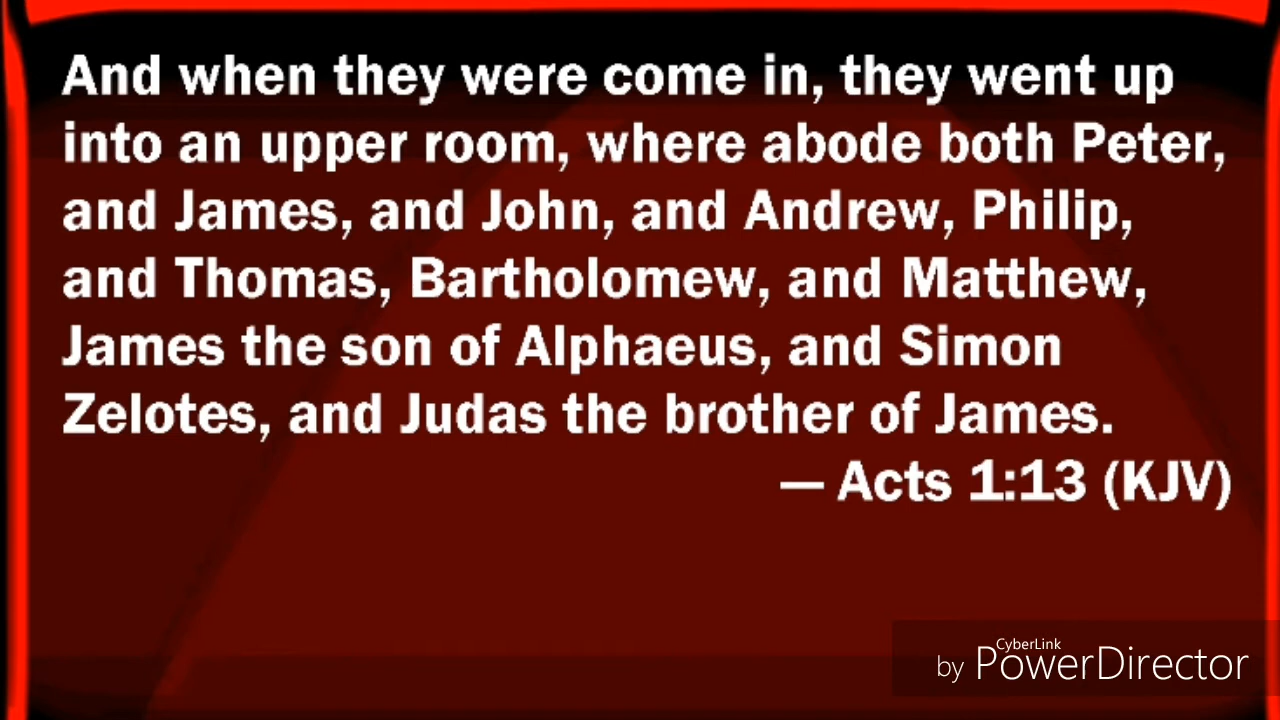 And when they were come in, they went up
into an upper room, where abode both Peter,
and James, and John, and Andrew, Philip,
and Thomas, Bartholomew, and Matthew,
James the son of Alphaeus, and Simon
Zelotes, and Judas the brother of James.
— Acts 1:13 (KJV)
CyberLink
by PowerDirector